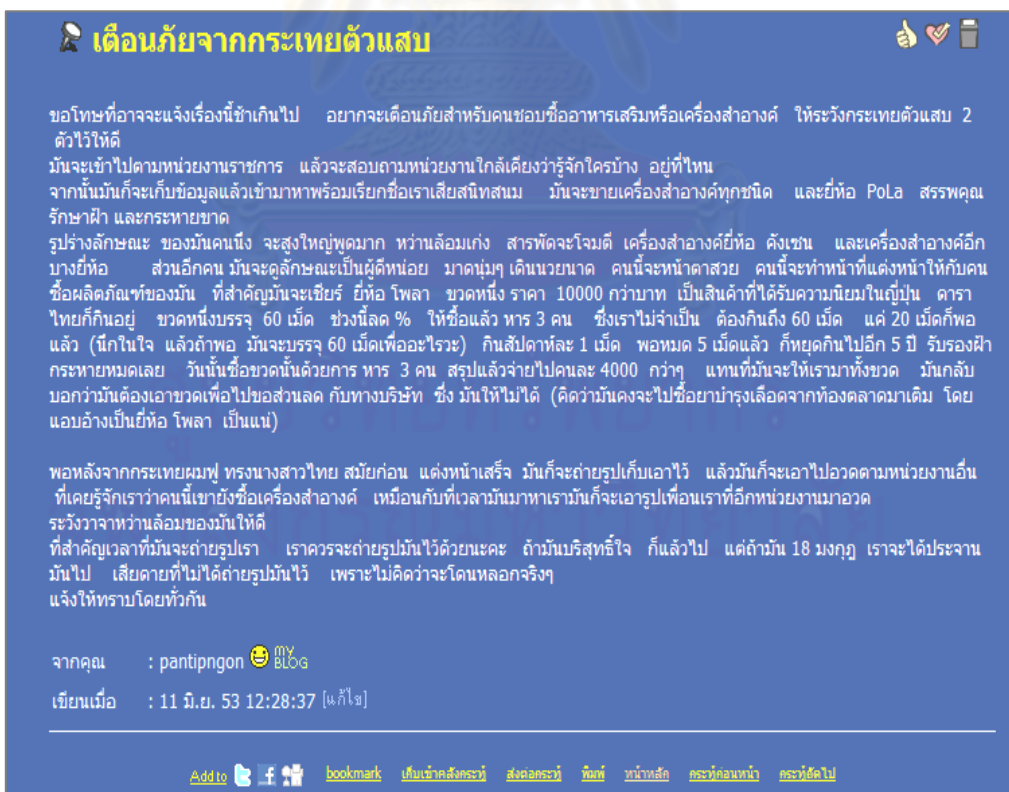 เตือนภัยจากกระเทยตัวแสบ
ขอโทษที่อาจจะแจ้งเรื่องนี้ช้าเกินไป อยากจะเตือนภัยสำหรับคนชอบซื้ออาหารเสริมหรือเครื่องสำอางค์ ให้ระวังกระเทยตัวแสบ 2
ตัวไว้ให้ดี
มันจะเข้าไปตามหน่วยงานราชการ แล้วจะสอบถามหน่วยงานใกล้เคียงว่ารู้จักใครบ้าง อยู่ที่ไหน
จากนั้นมันก็จะเก็บข้อมูลแล้วเข้ามาหาพร้อมเรียกชื่อเราเสียสนิทสนม มันจะขายเครื่องสำอางค์ทุกชนิด และยี่ห้อ PoLa สรรพคุณ
รักษาฝ้า และกระหายขาด
รูปร่างลักษณะ ของมันคนนึง จะสูงใหญ่พูดมาก หว่านล้อมเก่ง สารพัดจะโจมตี เครื่องสำอางค์ยี่ห้อ คังเซน และเครื่องสำอางค์อีก
บางยี่ห้อ ส่วนอีกคน มันจะดูลักษณะเป็นผู้ดีหน่อย มาดนุ่มๆ เดินนวยนาด คนนี้จะหน้าตาสวย คนนี้จะทำหน้าที่แต่งหน้าให้กับคน
ซื้อผลิตภัณฑ์ของมัน ที่สำคัญมันจะเชียร์ ยี่ห้อ โพลา ขวดหนึ่ง ราคา 10000 กว่าบาท เป็นสินค้าที่ได้รับความนิยมในญี่ปุ่น ดารา
ไทยก็กินอยู่ ขวดหนึ่งบรรจุ 60 เม็ด ช่วงนี้ลด % ให้ซื้อแล้ว หาร 3 คน ซึ่งเราไม่จำเป็น ต้องกินถึง 60 เม็ด แค่ 20 เม็ดก็พอ
แล้ว (นึกในใจ แล้วถ้าพอ มันจะบรรจุ 60 เม็ดเพื่ออะไรวะ) กินสัปดาห์ละ 1 เม็ด พอหมด 5 เม็ดแล้ว ก็หยุดกินไปอีก 5 ปี รับรองฝ้า
กระหายหมดเลย วันนั้นซื้อขวดนั้นด้วยการ หาร 3 คน สรุปแล้วจ่ายไปคนละ 4000 กว่าๆ แทนที่มันจะให้เรามาทั้งขวด มันกลับ
บอกว่ามันต้องเอาขวดเพื่อไปขอส่วนลด กับทางบริษัท ซึ่ง มันให้ไม่ได้ (คิดว่ามันคงจะไปซื้อยาบำรุงเลือดจากท้องตลาดมาเติม โดย
แอบอ้างเป็นยี่ห้อ โพลา เป็นแน่)
พอหลังจากกระเทยผมฟู ทรงนางสาวไทย สมัยก่อน แต่งหน้าเสร็จ มันก็จะถ่ายรูปเก็บเอาไว้ แล้วมันก็จะเอาไปอวดตามหน่วยงานอื่น
ที่เคยรู้จักเราว่าคนนี้เขายังซื้อเครื่องสำอางค์ เหมือนกับที่เวลามันมาหาเรามันก็จะเอารูปเพื่อนเราที่อีกหน่วยงานมาอวด
ระวังวาจาหว่านล้อมของมันให้ดี
ที่สำคัญเวลาที่มันจะถ่ายรูปเรา เราควรจะถ่ายรูปมันไว้ด้วยนะคะ ถ้ามันบริสุทธิ์ใจ ก็แล้วไป แต่ถ้ามัน 18 มงกุฎ เราจะได้ประจาน
มันไป เสียดายที่ไม่ได้ถ่ายรูปมันไว้ เพราะไม่คิดว่าจะโดนหลอกจริงๆ
แจ้งให้ทราบโดยทั่วกัน
จากคุณ : pantipngon MY BLOG
เขียนเมื่อ : 11 มิ.ย. 53 12:28:37 [แก้ไข]
Add to bookmark เก็บเข้าคลังกระทู้ ส่งต่อกระทู้ พิมพ์ หน้าหลัก กระทู้ก่อนหน้า กระทู้ถัดไป